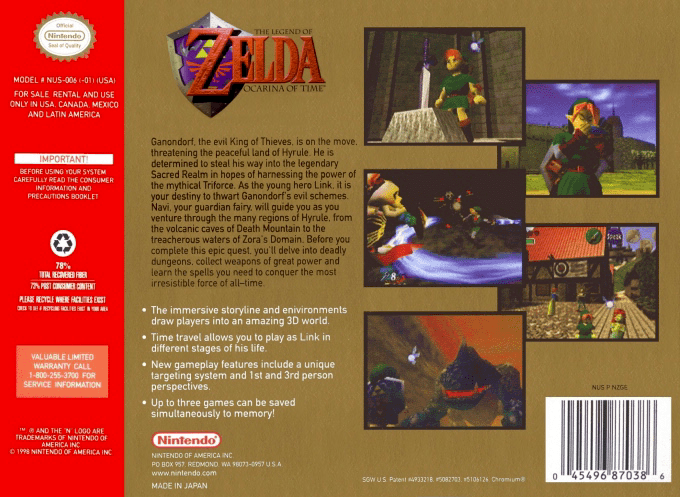 Official
Nintendo
Seal of Quality
MODEL # NUS-006 (-01) (USA)
FOR SALE, RENTAL AND USE
ONLY IN USA, CANADA, MEXICO
AND LATIN AMERICA
IMPORTANT!
BEFORE USING YOUR SYSTEM
CAREFULLY READ THE CONSUMER
INFORMATION AND
PRECAUTIONS BOOKLET
78%
TOTAL RECOVERED FIBER
73% POST CONSUMER CONTENT
PLEASE RECYCLE WHERE FACILITIES EXIST
VALUABLE LIMITED
WARRANTY CALL
1-800-255-3700 FOR
SERVICE INFORMATION
™ ® AND THE "N" LOGO ARE
TRADEMARKS OF NINTENDO OF
AMERICA INC
© 1998 NINTENDO OF AMERICA INC
THE LEGEND OF
ZELDA
OCARINA OF TIME
Ganondorf, the evil King of Thieves, is on the move,
threatening the peaceful land of Hyrule. He is
determined to steal his way into the legendary
Sacred Realm in hopes of harnessing the power of
the mythical Triforce. As the young hero Link, it is
your destiny to thwart Ganondorf's evil schemes.
Navi, your guardian fairy, will guide you as you
venture through the many regions of Hyrule, from
the volcanic caves of Death Mountain to the
treacherous waters of Zora's Domain. Before you
complete this epic quest, you'll delve into deadly
dungeons, collect weapons of great power and
learn the spells you need to conquer the most
irresistible force of all–time.
• The immersive storyline and enivironments
draw players into an amazing 3D world.
• Time travel allows you to play as Link in
different stages of his life.
• New gameplay features include a unique
targeting system and 1st and 3rd person
perspectives.
• Up to three games can be saved
simultaneously to memory!
Nintendo
NINTENDO OF AMERICA INC
PO BOX 957, REDMOND, WA 98073-0957 U.S.A
www.nintendo.com
MADE IN JAPAN
8
Speak
SGW U.S. Patent #4933218, #5082703, #5106126, Chromium®
NUS P NZGE
0 45496 87038 6